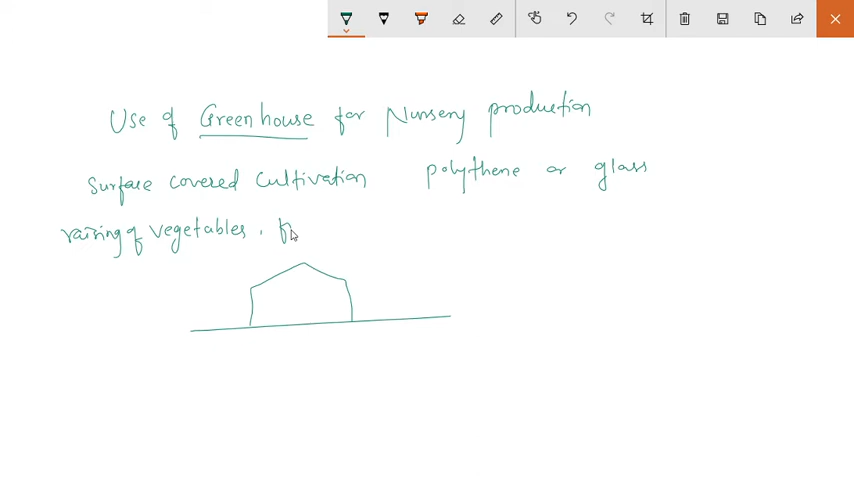 Use of Greenhouse for Nursery production
Surface covered cultivation polythene or glass
raising of vegetables,